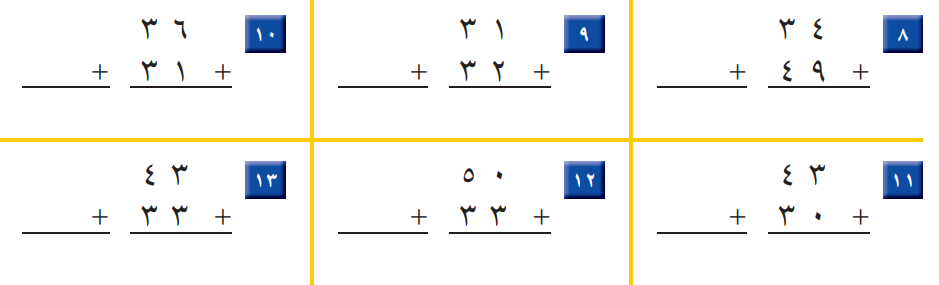 ٨
٣٤
+ ٤٩ +
٩
٣١
+ ٣٢ +
١٠
٣٦
+ ٣١ +
١١
٤٣
+ ٣٠ +
١٢
٥٠
+ ٣٣ +
١٣
٤٣
+ ٣٣ +